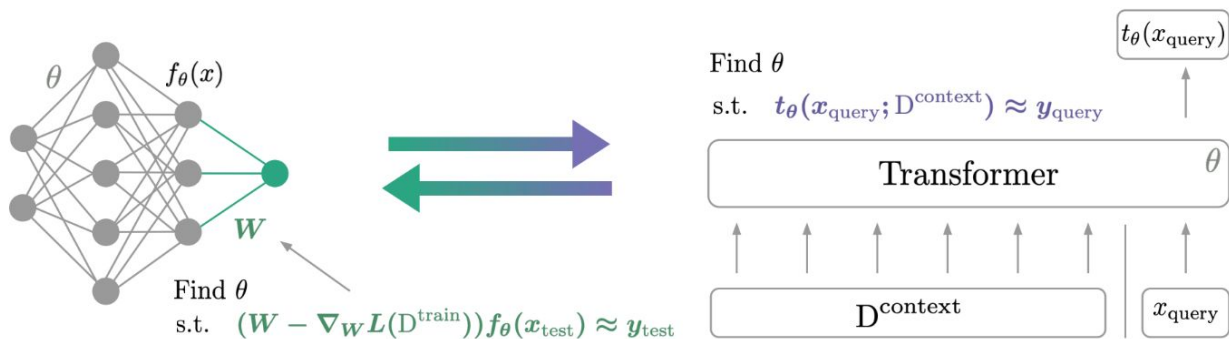 θ
f_θ(x)
W
Find θ
s.t. (W − ∇_W L(D^train))f_θ(x_test) ≈ y_test
t_θ(x_query)
Find θ
s.t. t_θ(x_query; D^context) ≈ y_query
Transformer θ
D^context
x_query